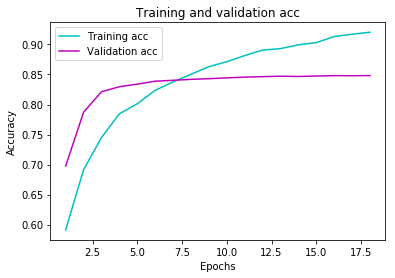 Training and validation acc
Training acc
Validation acc
Accuracy
0.90
0.85
0.80
0.75
0.70
0.65
0.60
2.5 5.0 7.5 10.0 12.5 15.0 17.5
Epochs